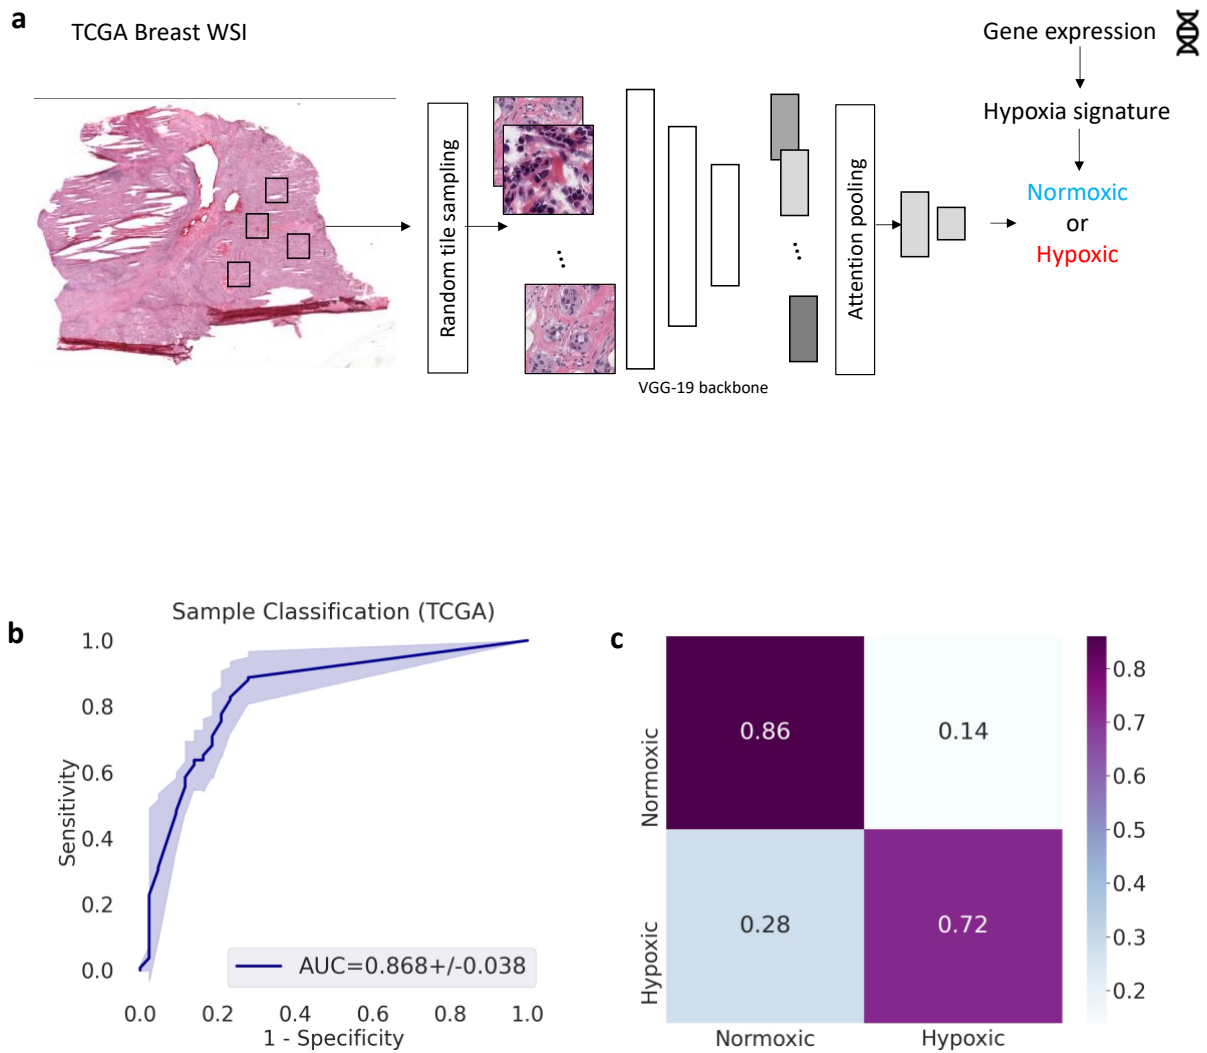 a
TCGA Breast WSI
Gene expression
Hypoxia signature
Normoxic
or
Hypoxic
Random tile sampling
Attention pooling
VGG-19 backbone
b
Sample Classification (TCGA)
Sensitivity
1.0
0.8
0.6
0.4
0.2
0.0
AUC=0.868+/-0.038
0.0 0.2 0.4 0.6 0.8 1.0
1 - Specificity
c
Normoxic
Hypoxic
0.86 0.14
0.28 0.72
Normoxic Hypoxic
0.8
0.7
0.6
0.5
0.4
0.3
0.2